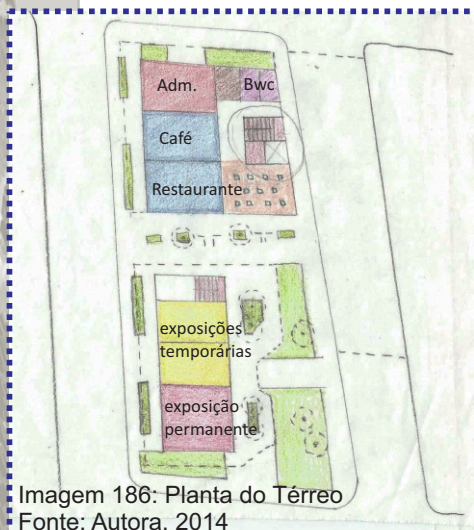 Adm.
Bwc
Café
Restaurante
exposições
temporárias
exposição
permanente
Imagem 186: Planta do Térreo
Fonte: Autora, 2014